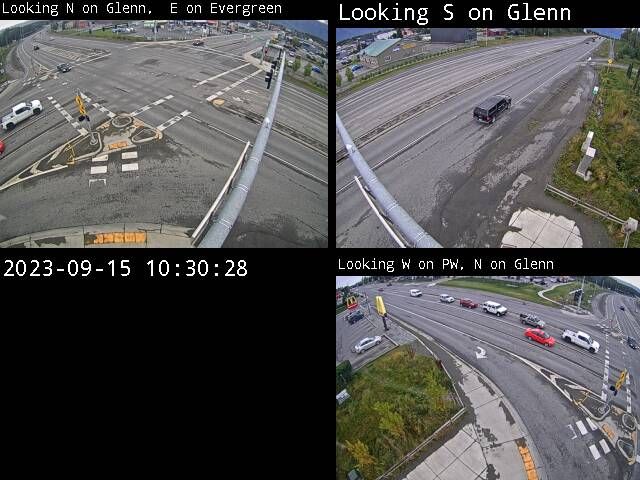 Looking N on Glenn, E on Evergreen
Looking S on Glenn
2023-09-15 10:30:28
Looking W on PW, N on Glenn